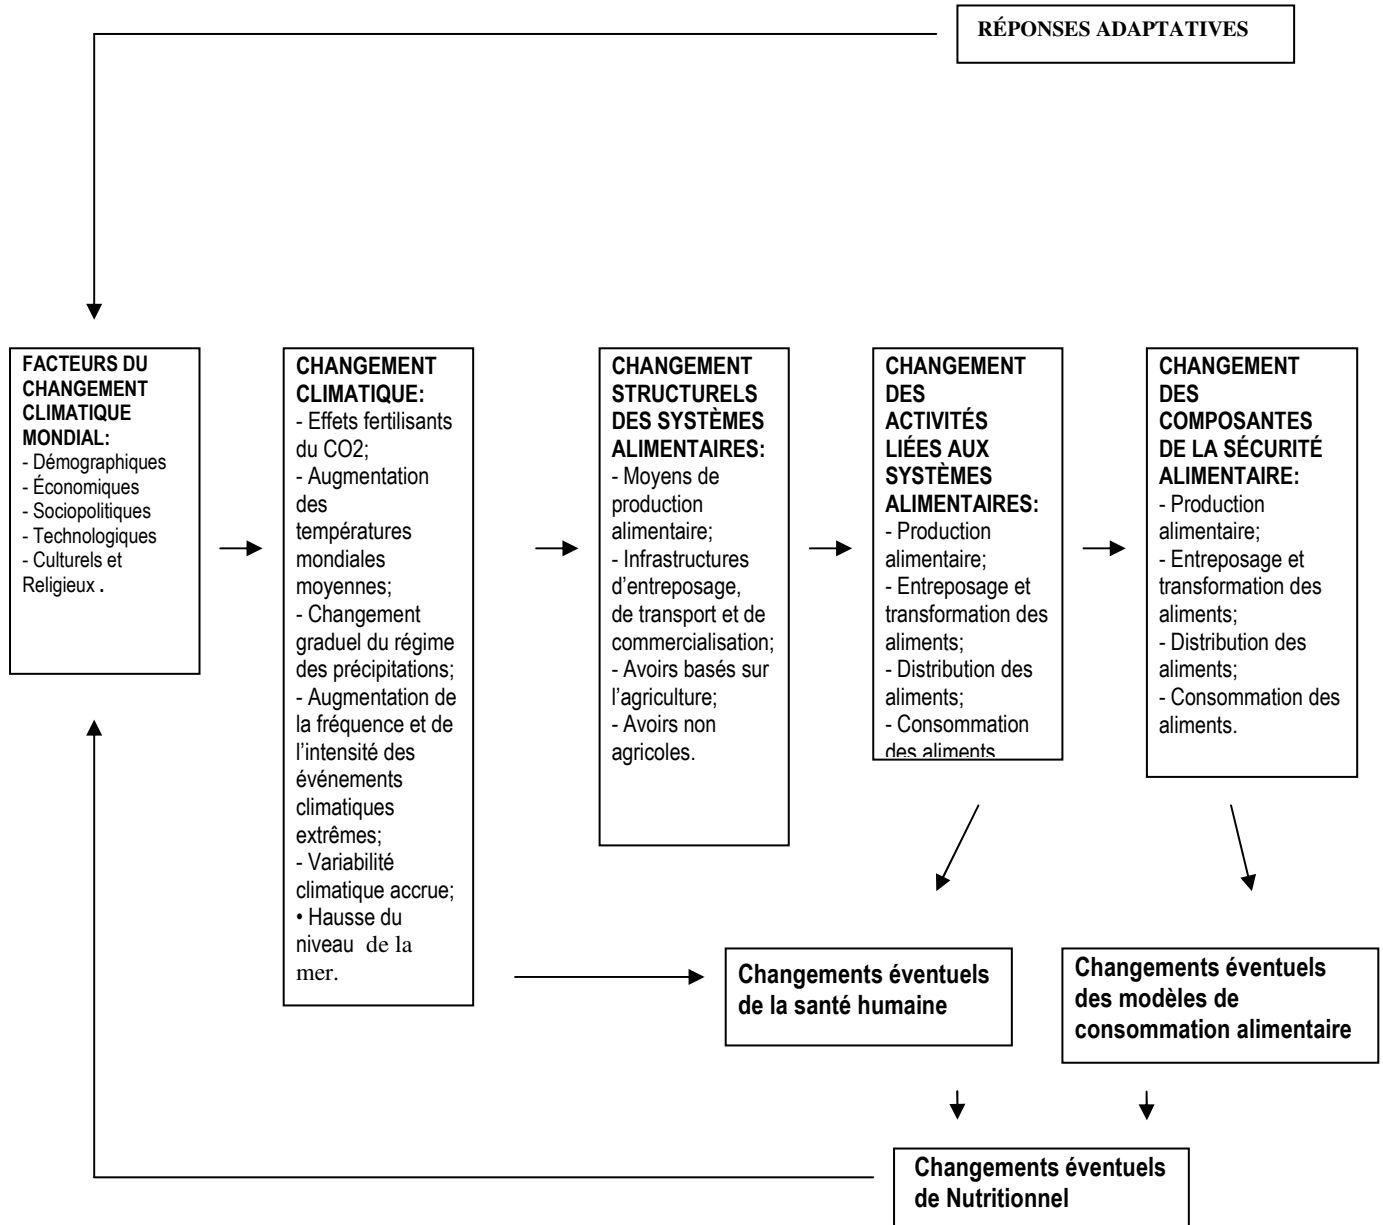 RÉPONSES ADAPTATIVES
FACTEURS DU
CHANGEMENT
CLIMATIQUE
MONDIAL:
- Démographiques
- Économiques
- Sociopolitiques
- Technologiques
- Culturels et
Religieux .
CHANGEMENT
CLIMATIQUE:
- Effets fertilisants
du CO2;
- Augmentation
des
températures
mondiales
moyennes;
- Changement
graduel du régime
des précipitations;
- Augmentation de
la fréquence et de
l'intensité des
événements
climatiques
extrêmes;
- Variabilité
climatique accrue;
• Hausse du
niveau de la
mer.
CHANGEMENT
STRUCTURELS
DES SYSTÈMES
ALIMENTAIRES:
- Moyens de
production
alimentaire;
- Infrastructures
d'entreposage,
de transport et de
commercialisation;
- Avoirs basés sur
l'agriculture;
- Avoirs non
agricoles.
CHANGEMENT
DES
ACTIVITÉS
LIÉES AUX
SYSTÈMES
ALIMENTAIRES:
- Production
alimentaire;
- Entreposage et
transformation des
aliments;
- Distribution des
aliments;
- Consommation
des aliments
CHANGEMENT
DES
COMPOSANTES
DE LA SÉCURITÉ
ALIMENTAIRE:
- Production
alimentaire;
- Entreposage et
transformation des
aliments;
- Distribution des
aliments;
- Consommation des
aliments.
Changements éventuels
de la santé humaine
Changements éventuels
des modèles de
consommation alimentaire
Changements éventuels
de Nutritionnel